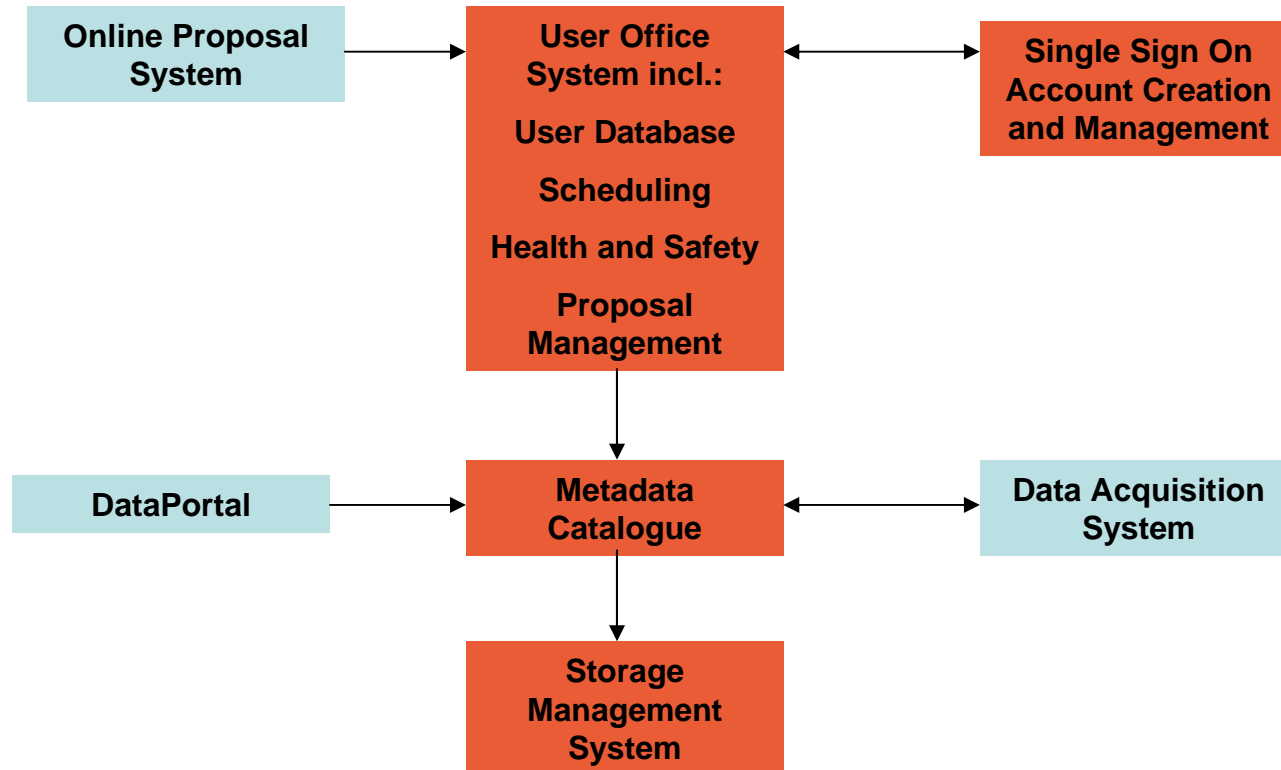 Online Proposal
System
User Office
System incl.:
User Database
Scheduling
Health and Safety
Proposal
Management
Single Sign On
Account Creation
and Management
DataPortal
Metadata
Catalogue
Data Acquisition
System
Storage
Management
System